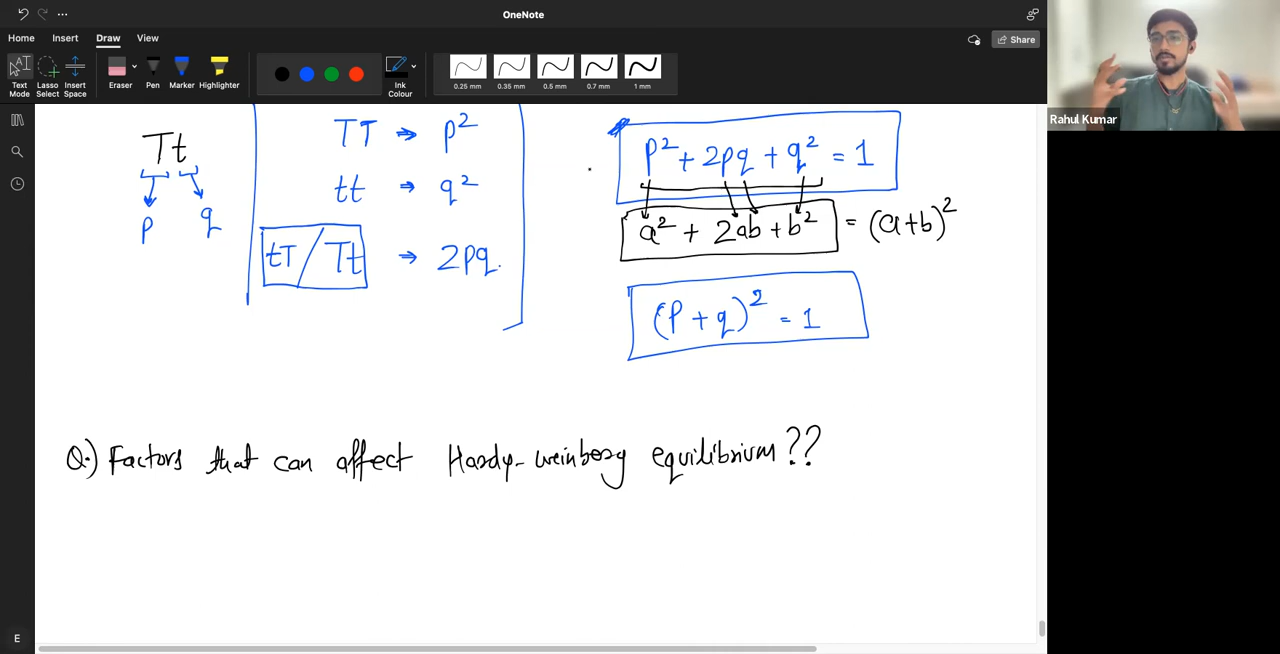 OneNote
Home Insert Draw View
Share
Text Mode
Lasso Select
Insert Space
Eraser
Pen
Marker
Highlighter
Ink Colour
0.25 mm 0.35 mm 0.5 mm 0.7 mm 1 mm
Rahul Kumar
Tt
p q
TT → p²
tt → q²
tT / Tt → 2pq.
p² + 2pq + q² = 1
a² + 2ab + b² = (a+b)²
(p + q)² = 1
Q.) Factors that can affect Hardy-weinberg equilibrium??
E